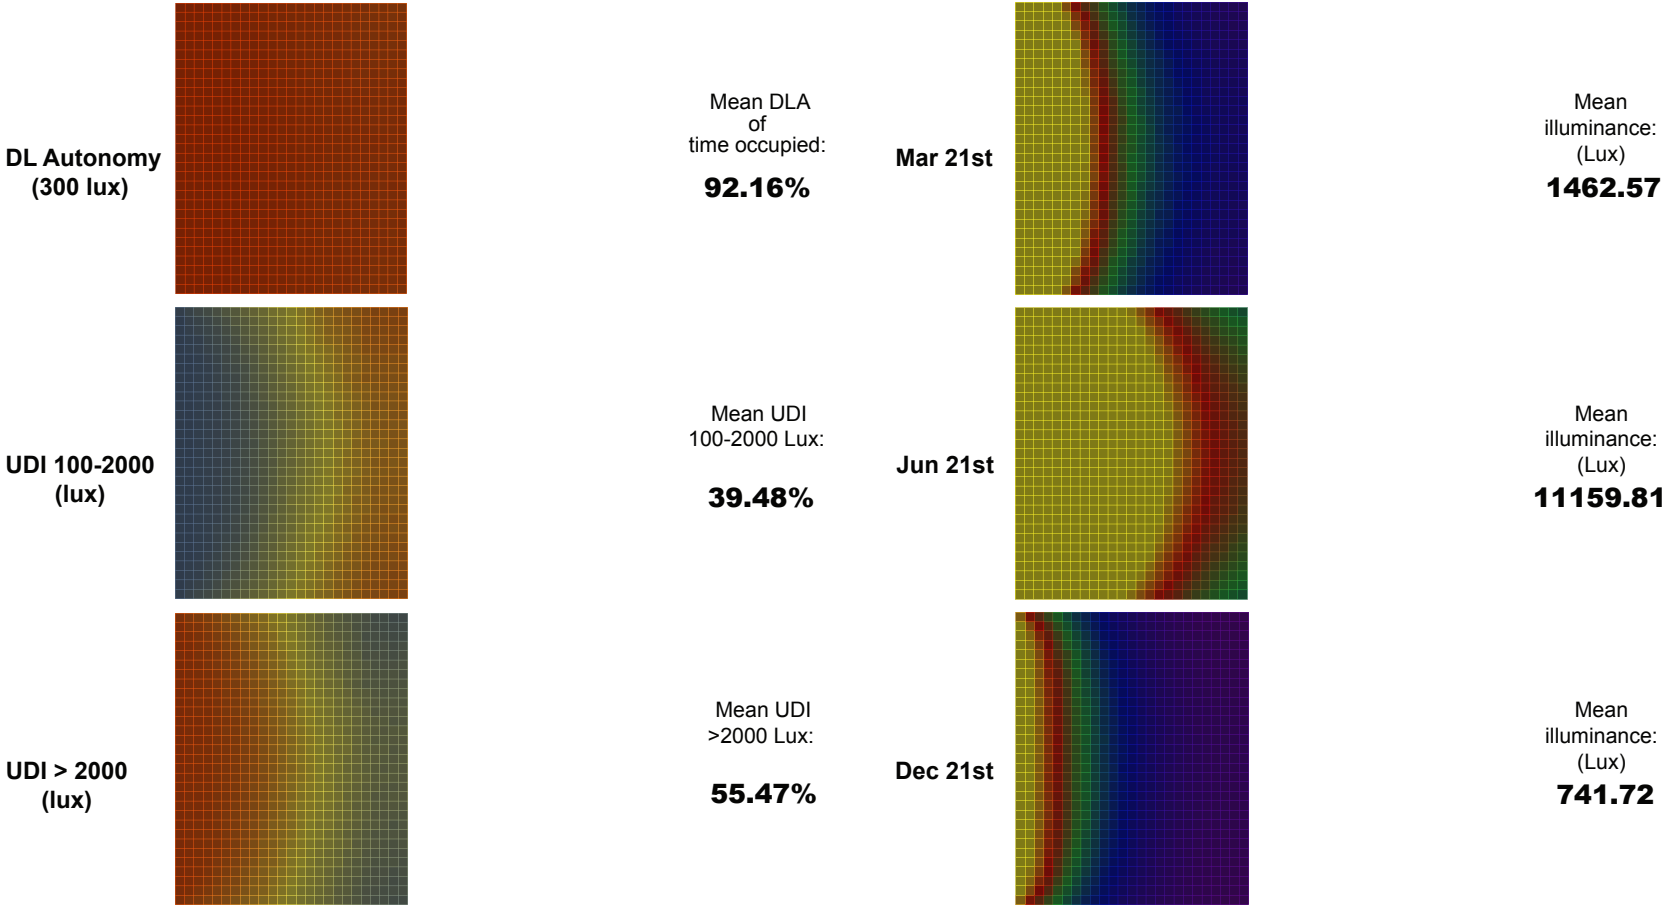 DL Autonomy
(300 lux)
Mean DLA
of
time occupied:
92.16%
Mar 21st
Mean
illuminance:
(Lux)
1462.57
UDI 100-2000
(lux)
Mean UDI
100-2000 Lux:
39.48%
Jun 21st
Mean
illuminance:
(Lux)
11159.81
UDI > 2000
(lux)
Mean UDI
>2000 Lux:
55.47%
Dec 21st
Mean
illuminance:
(Lux)
741.72